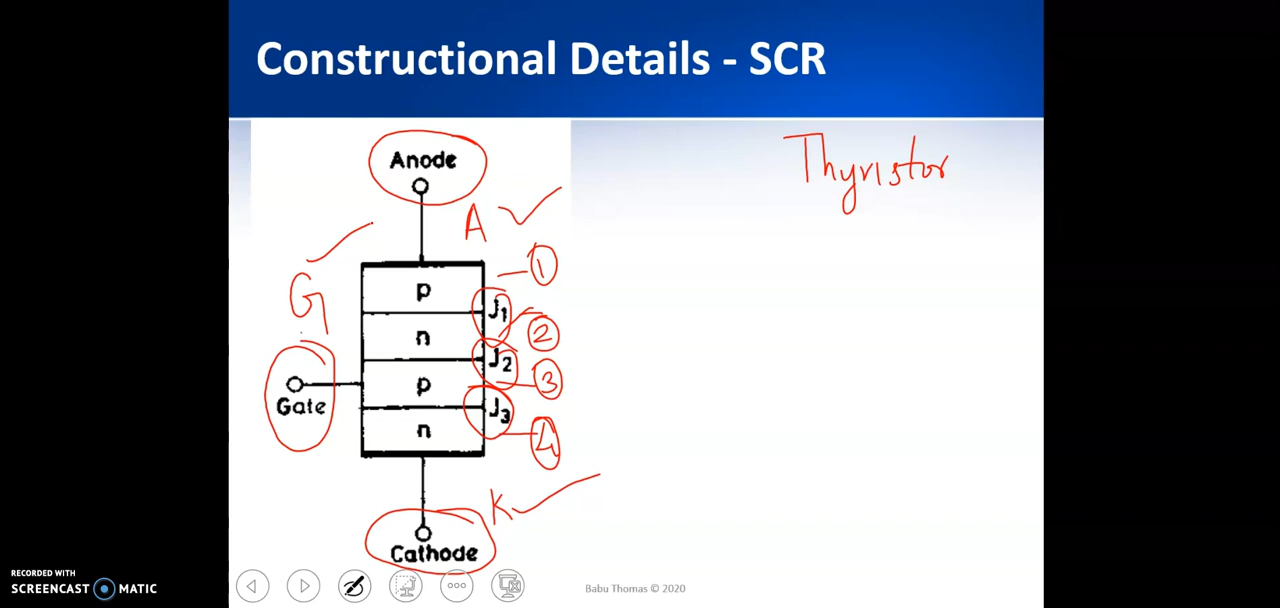 Constructional Details - SCR
Thyristor
Anode
A
G
p
1
J1
n
2
J2
p
3
Gate
J3
n
4
K
Cathode
RECORDED WITH
SCREENCAST MATIC
Babu Thomas © 2020